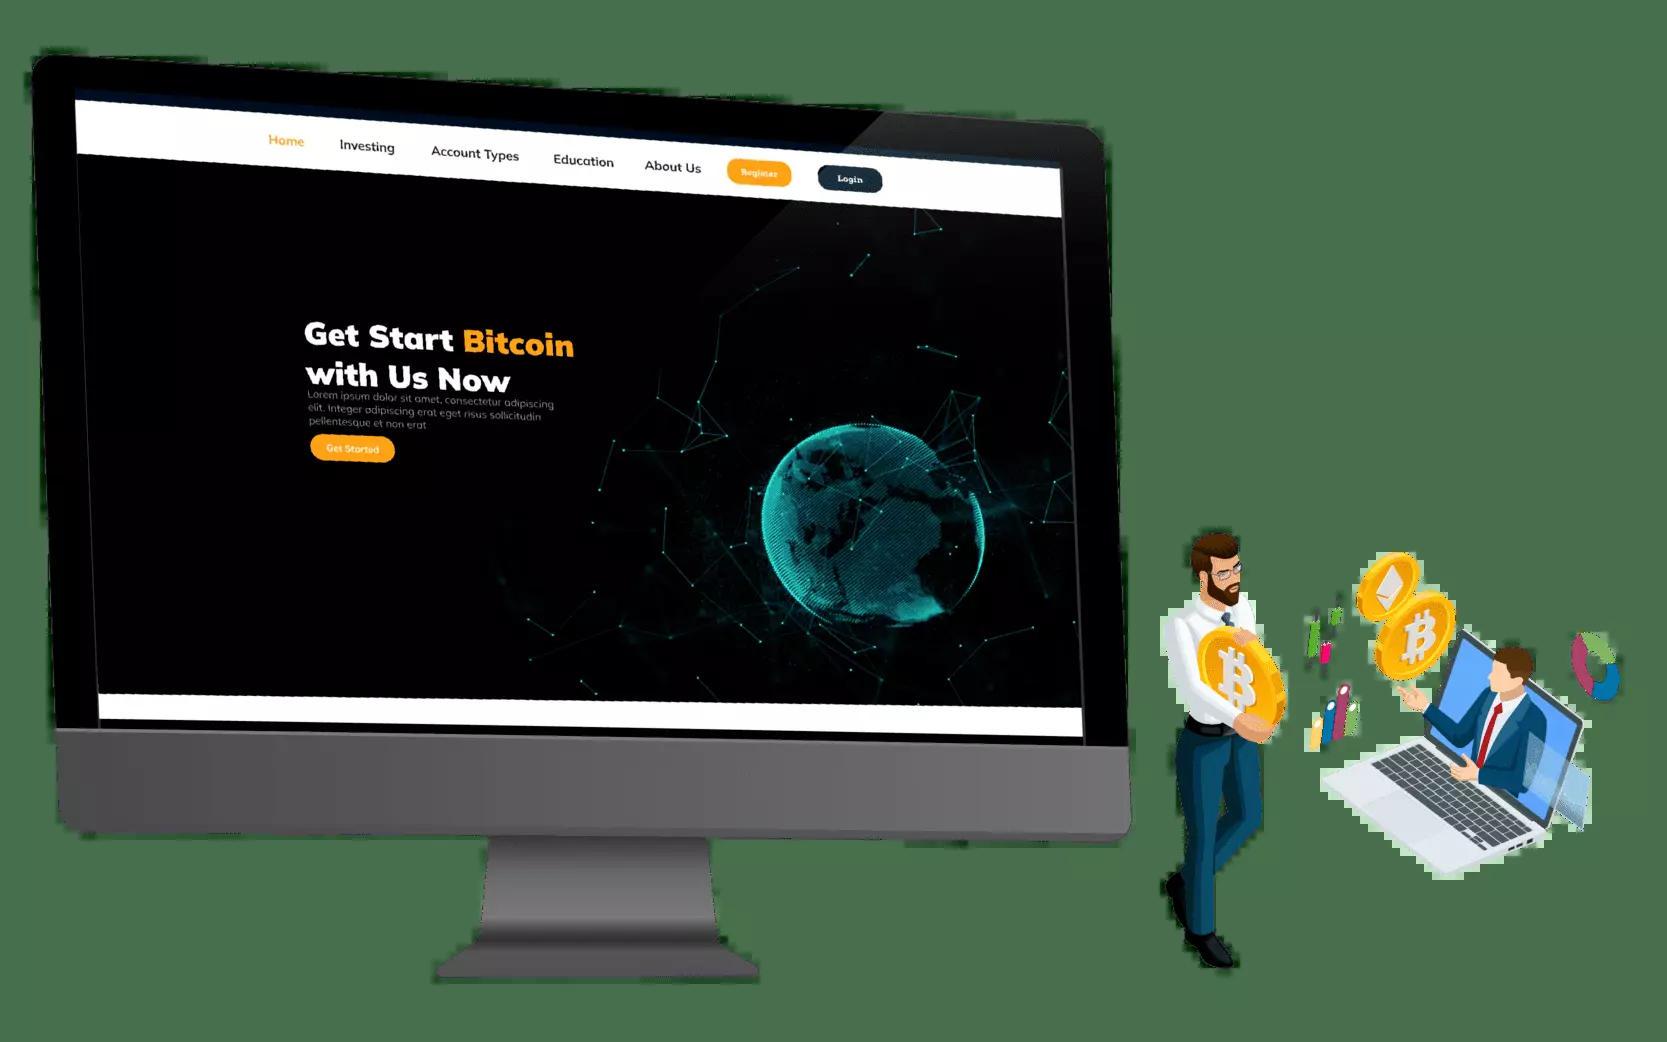 Home Investing Account Types Education About Us Register Login
Get Start Bitcoin
with Us Now
Lorem ipsum dolor sit amet, consectetur adipiscing
elit. Integer adipiscing erat eget risus sollicitudin
pellentesque et non erat
Get Started